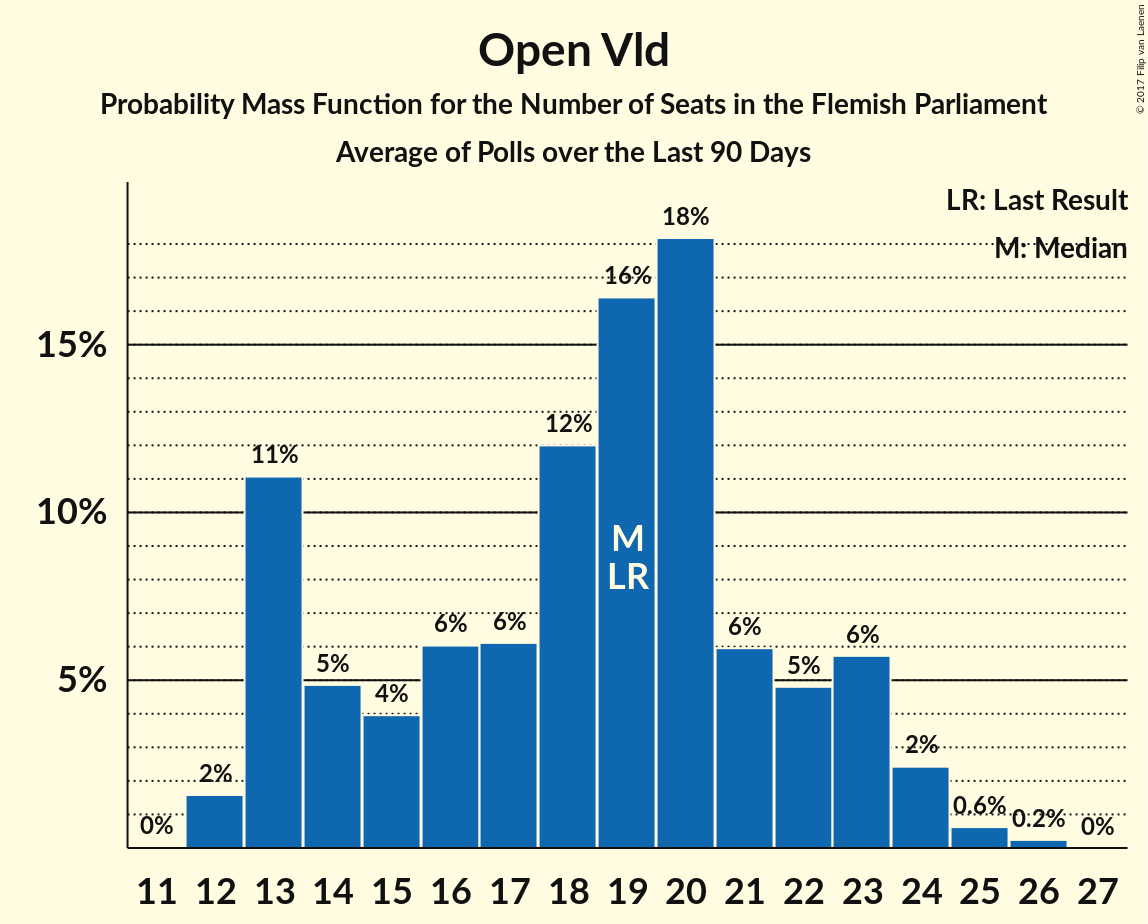 Open Vld
Probability Mass Function for the Number of Seats in the Flemish Parliament
Average of Polls over the Last 90 Days
© 2017 Filip van Laenen
LR: Last Result
M: Median
18%
16%
15%
12%
11%
10%
M
LR
6%
6%
6%
6%
5%
5%
5%
4%
2%
2%
0.6%
0.2%
0%
0%
11 12 13 14 15 16 17 18 19 20 21 22 23 24 25 26 27